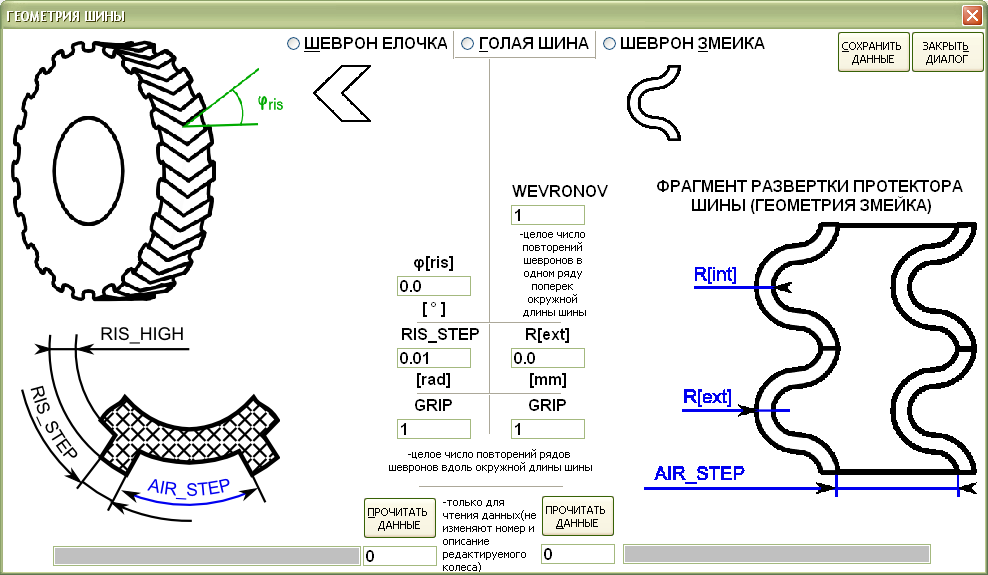 ГЕОМЕТРИЯ ШИНЫ
ШЕВРОН ЕЛОЧКА
ГОЛАЯ ШИНА
ШЕВРОН ЗМЕЙКА
СОХРАНИТЬ
ДАННЫЕ
ЗАКРЫТЬ
ДИАЛОГ
φris
WEVRONOV
1
-целое число
повторений
шевронов в
одном ряду
поперек
окружной
длины шины
ФРАГМЕНТ РАЗВЕРТКИ ПРОТЕКТОРА
ШИНЫ (ГЕОМЕТРИЯ ЗМЕЙКА)
φ[ris]
0.0
[ ° ]
R[int]
RIS_HIGH
RIS_STEP
0.01
[rad]
R[ext]
0.0
[mm]
GRIP
1
GRIP
1
R[ext]
RIS_STEP
AIR_STEP
-целое число повторений рядов
шевронов вдоль окружной длины шины
AIR_STEP
ПРОЧИТАТЬ
ДАННЫЕ
-только для
чтения данных(не
изменяют номер и
описание
редактируемого
колеса)
ПРОЧИТАТЬ
ДАННЫЕ
0
0